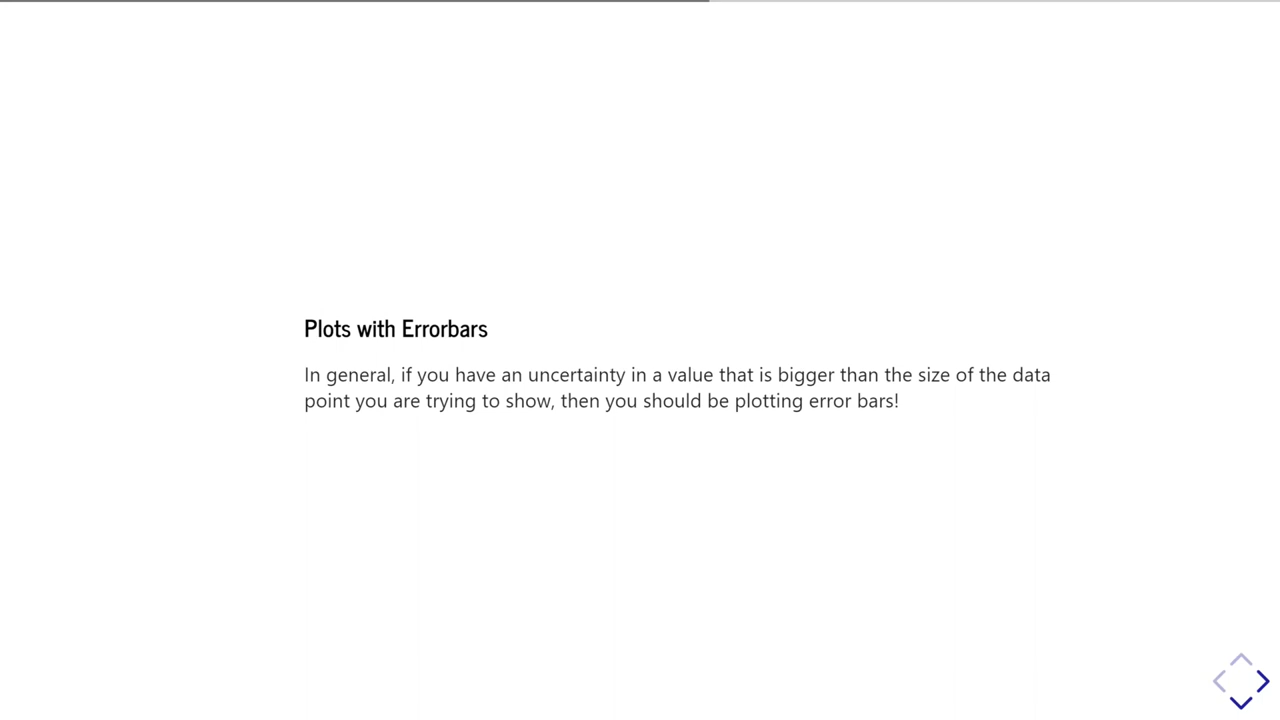 Plots with Errorbars
In general, if you have an uncertainty in a value that is bigger than the size of the data
point you are trying to show, then you should be plotting error bars!